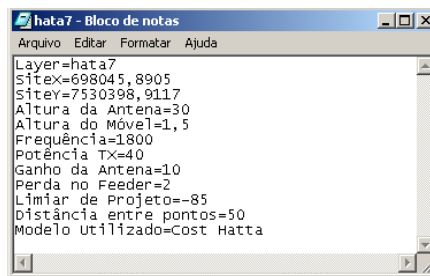 hata7 - Bloco de notas
Arquivo Editar Formatar Ajuda
Layer=hata7
SiteX=698045,8905
SiteY=7530398,9117
Altura da Antena=30
Altura do Móvel=1,5
Frequência=1800
Potência TX=40
Ganho da Antena=10
Perda no Feeder=2
Limiar de Projeto=-85
Distância entre pontos=50
Modelo Utilizado=Cost Hatta